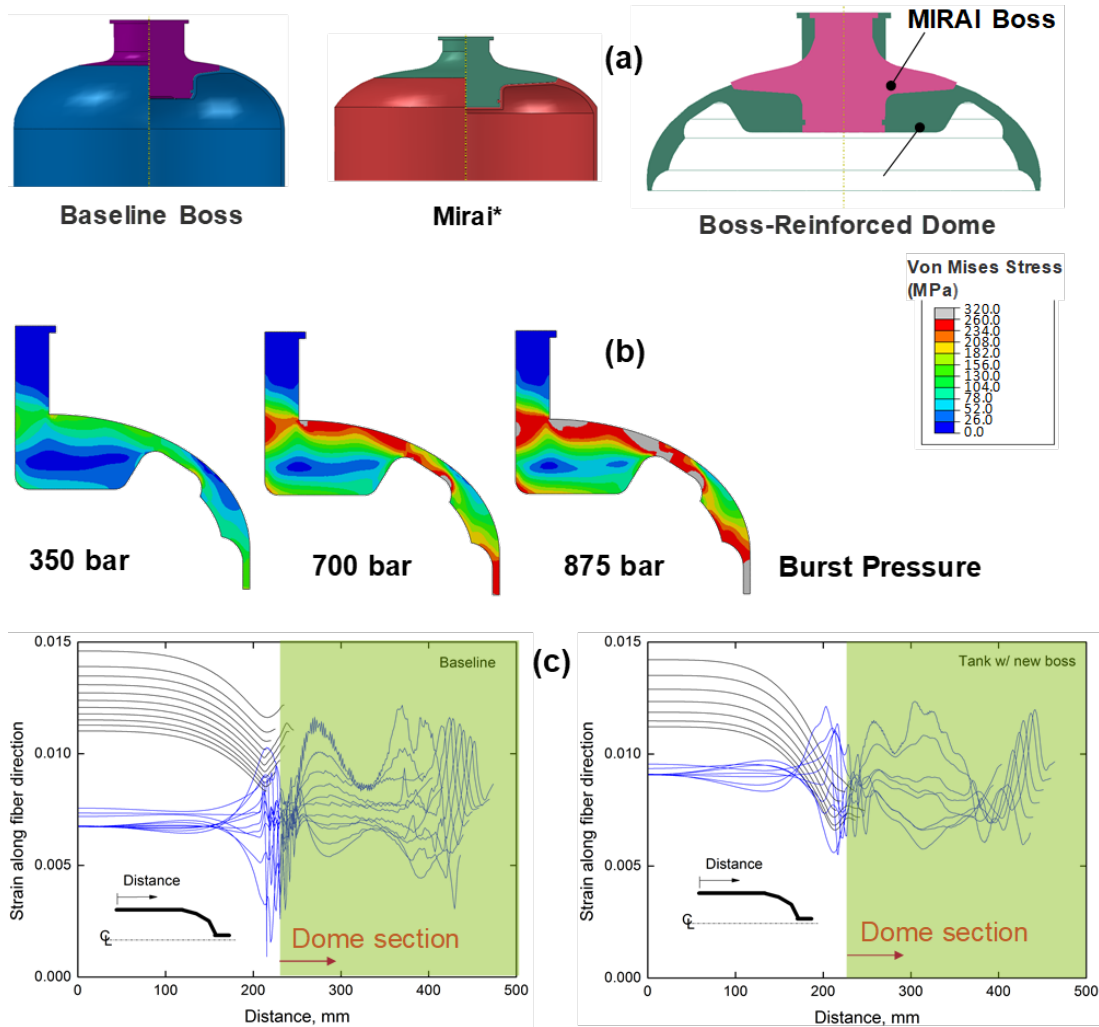 MIRAI Boss
(a)
Baseline Boss
Mirai*
Boss-Reinforced Dome
Von Mises Stress
(MPa)
320.0
260.0
234.0
208.0
182.0
156.0
130.0
104.0
78.0
52.0
26.0
0.0
(b)
350 bar
700 bar
875 bar
Burst Pressure
(c)
0.015
0.010
0.005
0.000
Strain along fiber direction
Baseline
Distance
℄
Dome section
0
100
200
300
400
500
Distance, mm
0.015
0.010
0.005
0.000
Strain along fiber direction
Tank w/ new boss
Distance
℄
Dome section
0
100
200
300
400
500
Distance, mm